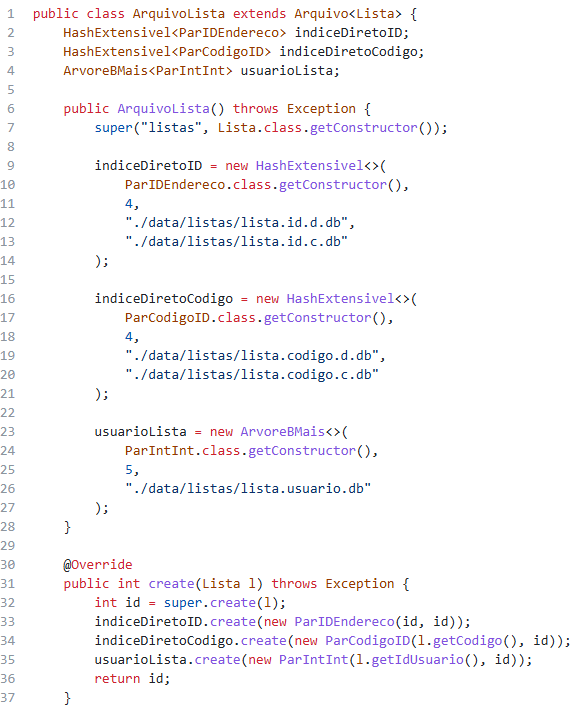 1 public class ArquivoLista extends Arquivo<Lista> {
2     HashExtensivel<ParIDEndereco> indiceDiretoID;
3     HashExtensivel<ParCodigoID> indiceDiretoCodigo;
4     ArvoreBMais<ParIntInt> usuarioLista;
5
6     public ArquivoLista() throws Exception {
7         super("listas", Lista.class.getConstructor());
8
9         indiceDiretoID = new HashExtensivel<>(
10             ParIDEndereco.class.getConstructor(),
11             4,
12             "./data/listas/lista.id.d.db",
13             "./data/listas/lista.id.c.db"
14         );
15
16         indiceDiretoCodigo = new HashExtensivel<>(
17             ParCodigoID.class.getConstructor(),
18             4,
19             "./data/listas/lista.codigo.d.db",
20             "./data/listas/lista.codigo.c.db"
21         );
22
23         usuarioLista = new ArvoreBMais<>(
24             ParIntInt.class.getConstructor(),
25             5,
26             "./data/listas/lista.usuario.db"
27         );
28     }
29
30     @Override
31     public int create(Lista l) throws Exception {
32         int id = super.create(l);
33         indiceDiretoID.create(new ParIDEndereco(id, id));
34         indiceDiretoCodigo.create(new ParCodigoID(l.getCodigo(), id));
35         usuarioLista.create(new ParIntInt(l.getIdUsuario(), id));
36         return id;
37     }